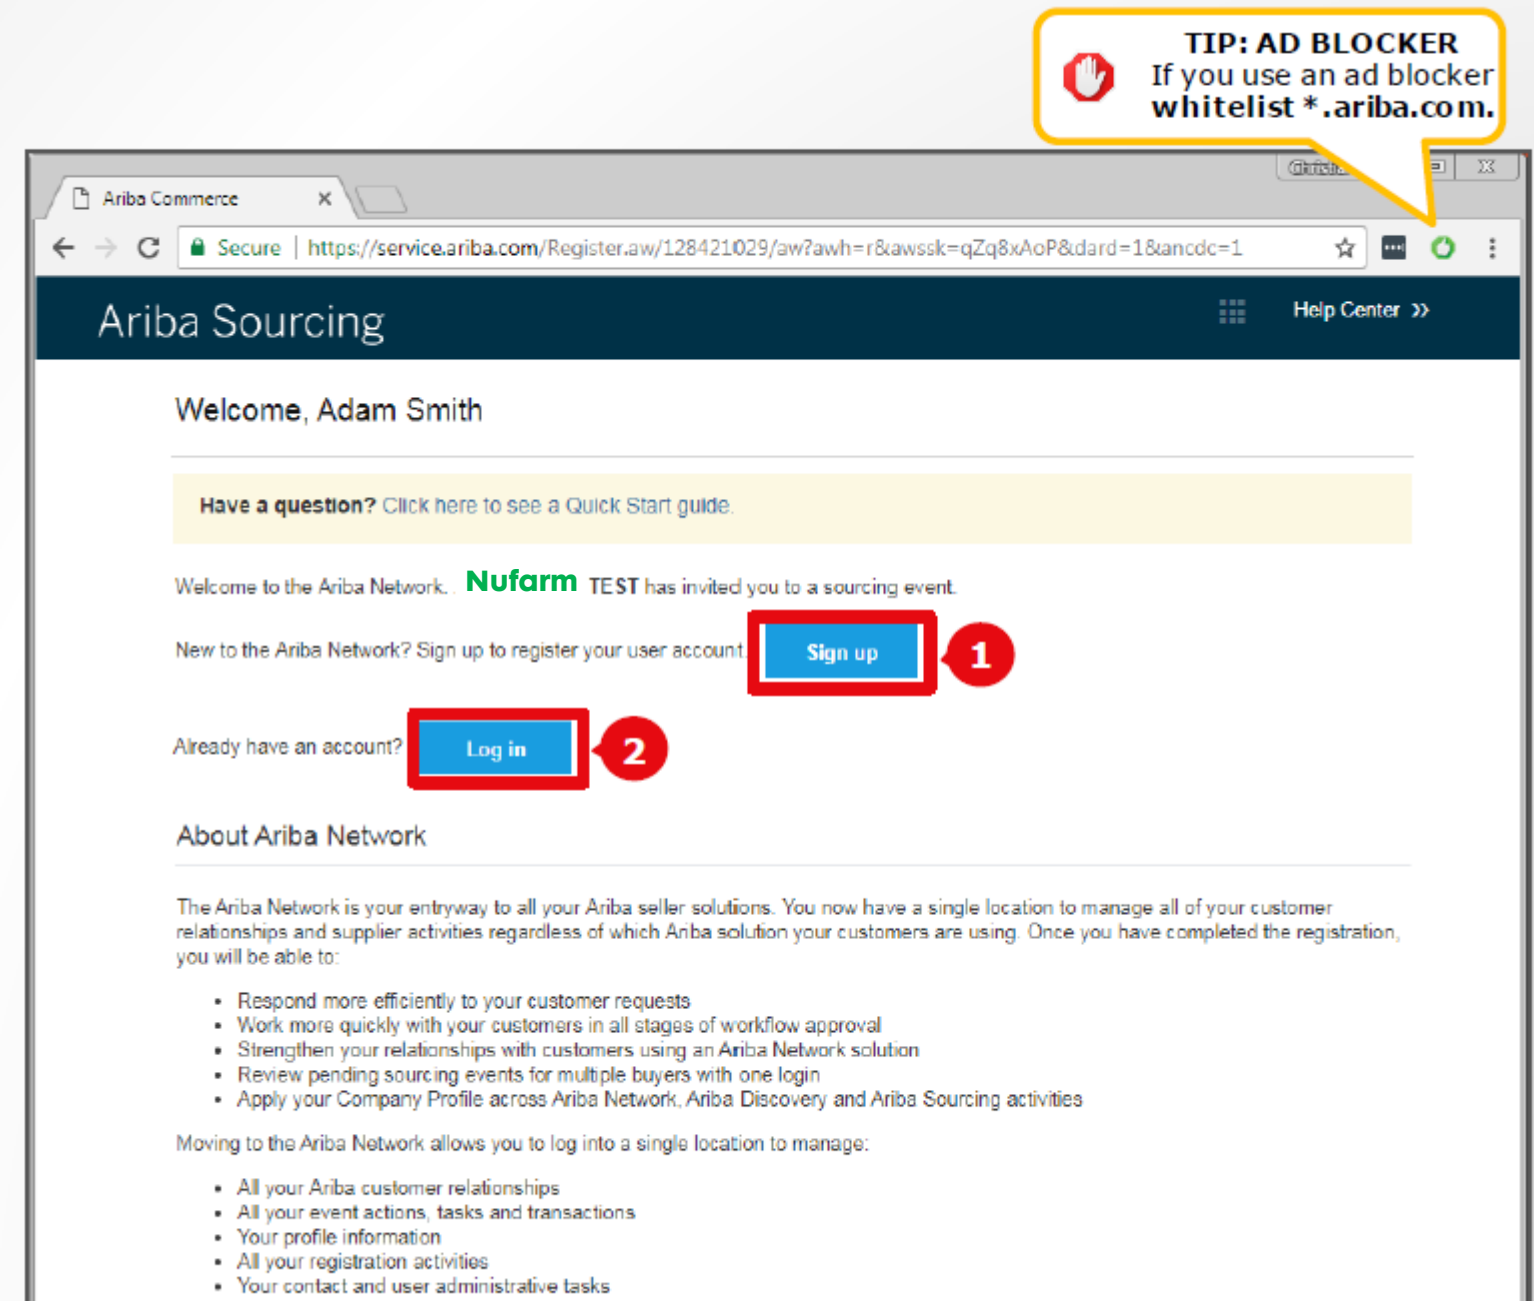 TIP: AD BLOCKER
If you use an ad blocker
whitelist *.ariba.com.
Ariba Commerce
Secure | https://service.ariba.com/Register.aw/128421029/aw?awh=r&awssk=qZq8xAoP&dard=1&ancdc=1
Ariba Sourcing
Help Center »
Welcome, Adam Smith
Have a question? Click here to see a Quick Start guide.
Welcome to the Ariba Network. Nufarm TEST has invited you to a sourcing event.
New to the Ariba Network? Sign up to register your user account. Sign up 1
Already have an account? Log in 2
About Ariba Network
The Ariba Network is your entryway to all your Ariba seller solutions. You now have a single location to manage all of your customer
relationships and supplier activities regardless of which Ariba solution your customers are using. Once you have completed the registration,
you will be able to:
• Respond more efficiently to your customer requests
• Work more quickly with your customers in all stages of workflow approval
• Strengthen your relationships with customers using an Ariba Network solution
• Review pending sourcing events for multiple buyers with one login
• Apply your Company Profile across Ariba Network, Ariba Discovery and Ariba Sourcing activities
Moving to the Ariba Network allows you to log into a single location to manage:
• All your Ariba customer relationships
• All your event actions, tasks and transactions
• Your profile information
• All your registration activities
• Your contact and user administrative tasks